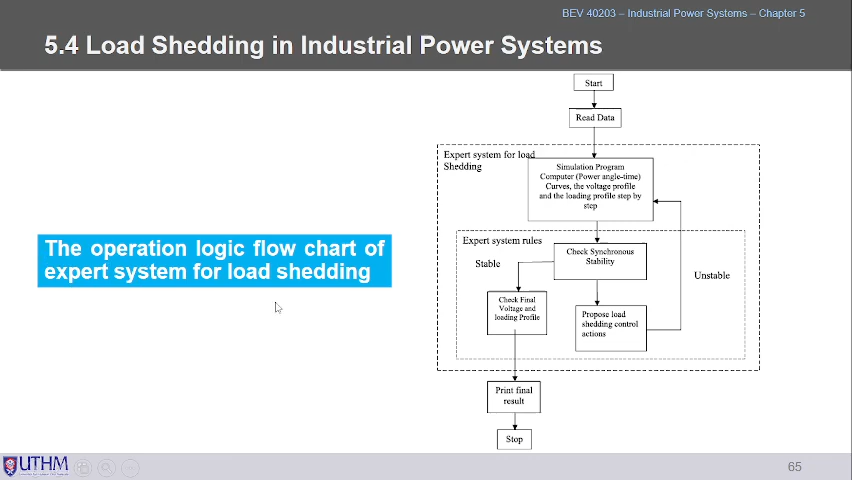 BEV 40203 – Industrial Power Systems – Chapter 5
5.4 Load Shedding in Industrial Power Systems
Start
Read Data
Expert system for load
Shedding
Simulation Program
Computer (Power angle-time)
Curves, the voltage profile
and the loading profile step by
step
Expert system rules
Check Synchronous
Stability
Stable
Unstable
The operation logic flow chart of
expert system for load shedding
Check Final
Voltage and
loading Profile
Propose load
shedding control
actions
Print final
result
Stop
UTHM
65